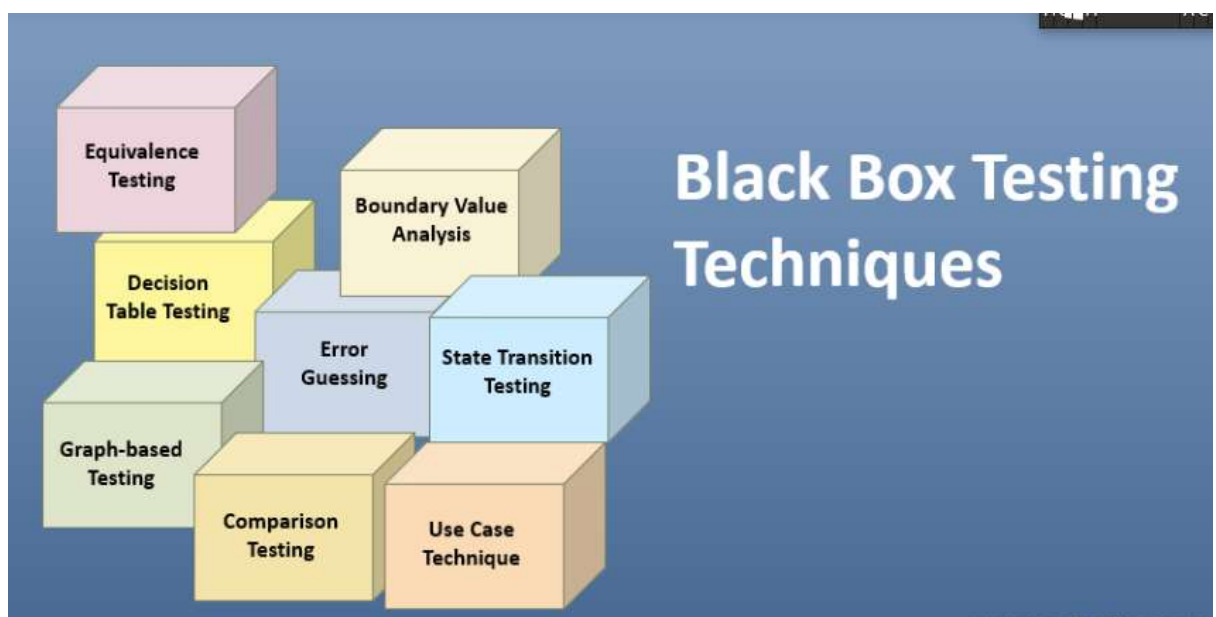 Equivalence
Testing
Boundary Value
Analysis
Decision
Table Testing
Error
Guessing
State Transition
Testing
Graph-based
Testing
Comparison
Testing
Use Case
Technique
Black Box Testing
Techniques